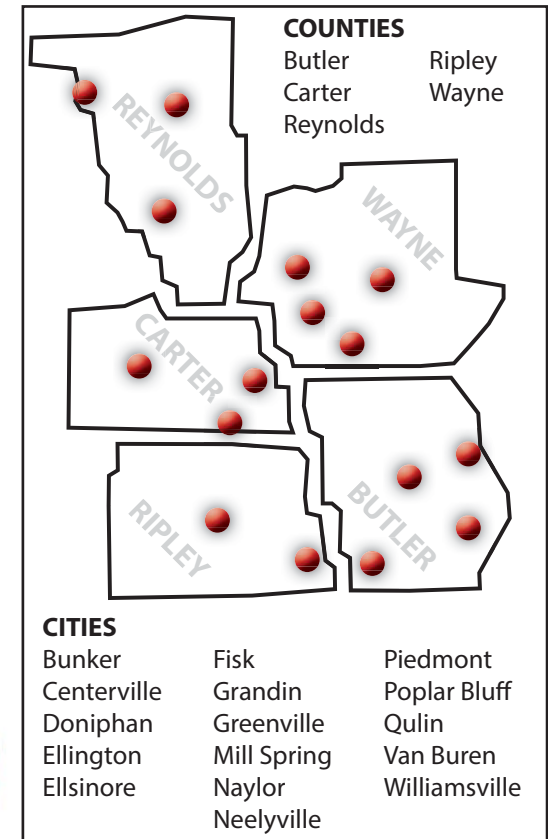 COUNTIES
Butler Ripley
Carter Wayne
Reynolds
REYNOLDS
WAYNE
CARTER
RIPLEY
BUTLER
CITIES
Bunker Fisk Piedmont
Centerville Grandin Poplar Bluff
Doniphan Greenville Qulin
Ellington Mill Spring Van Buren
Ellsinore Naylor Williamsville
Neelyville